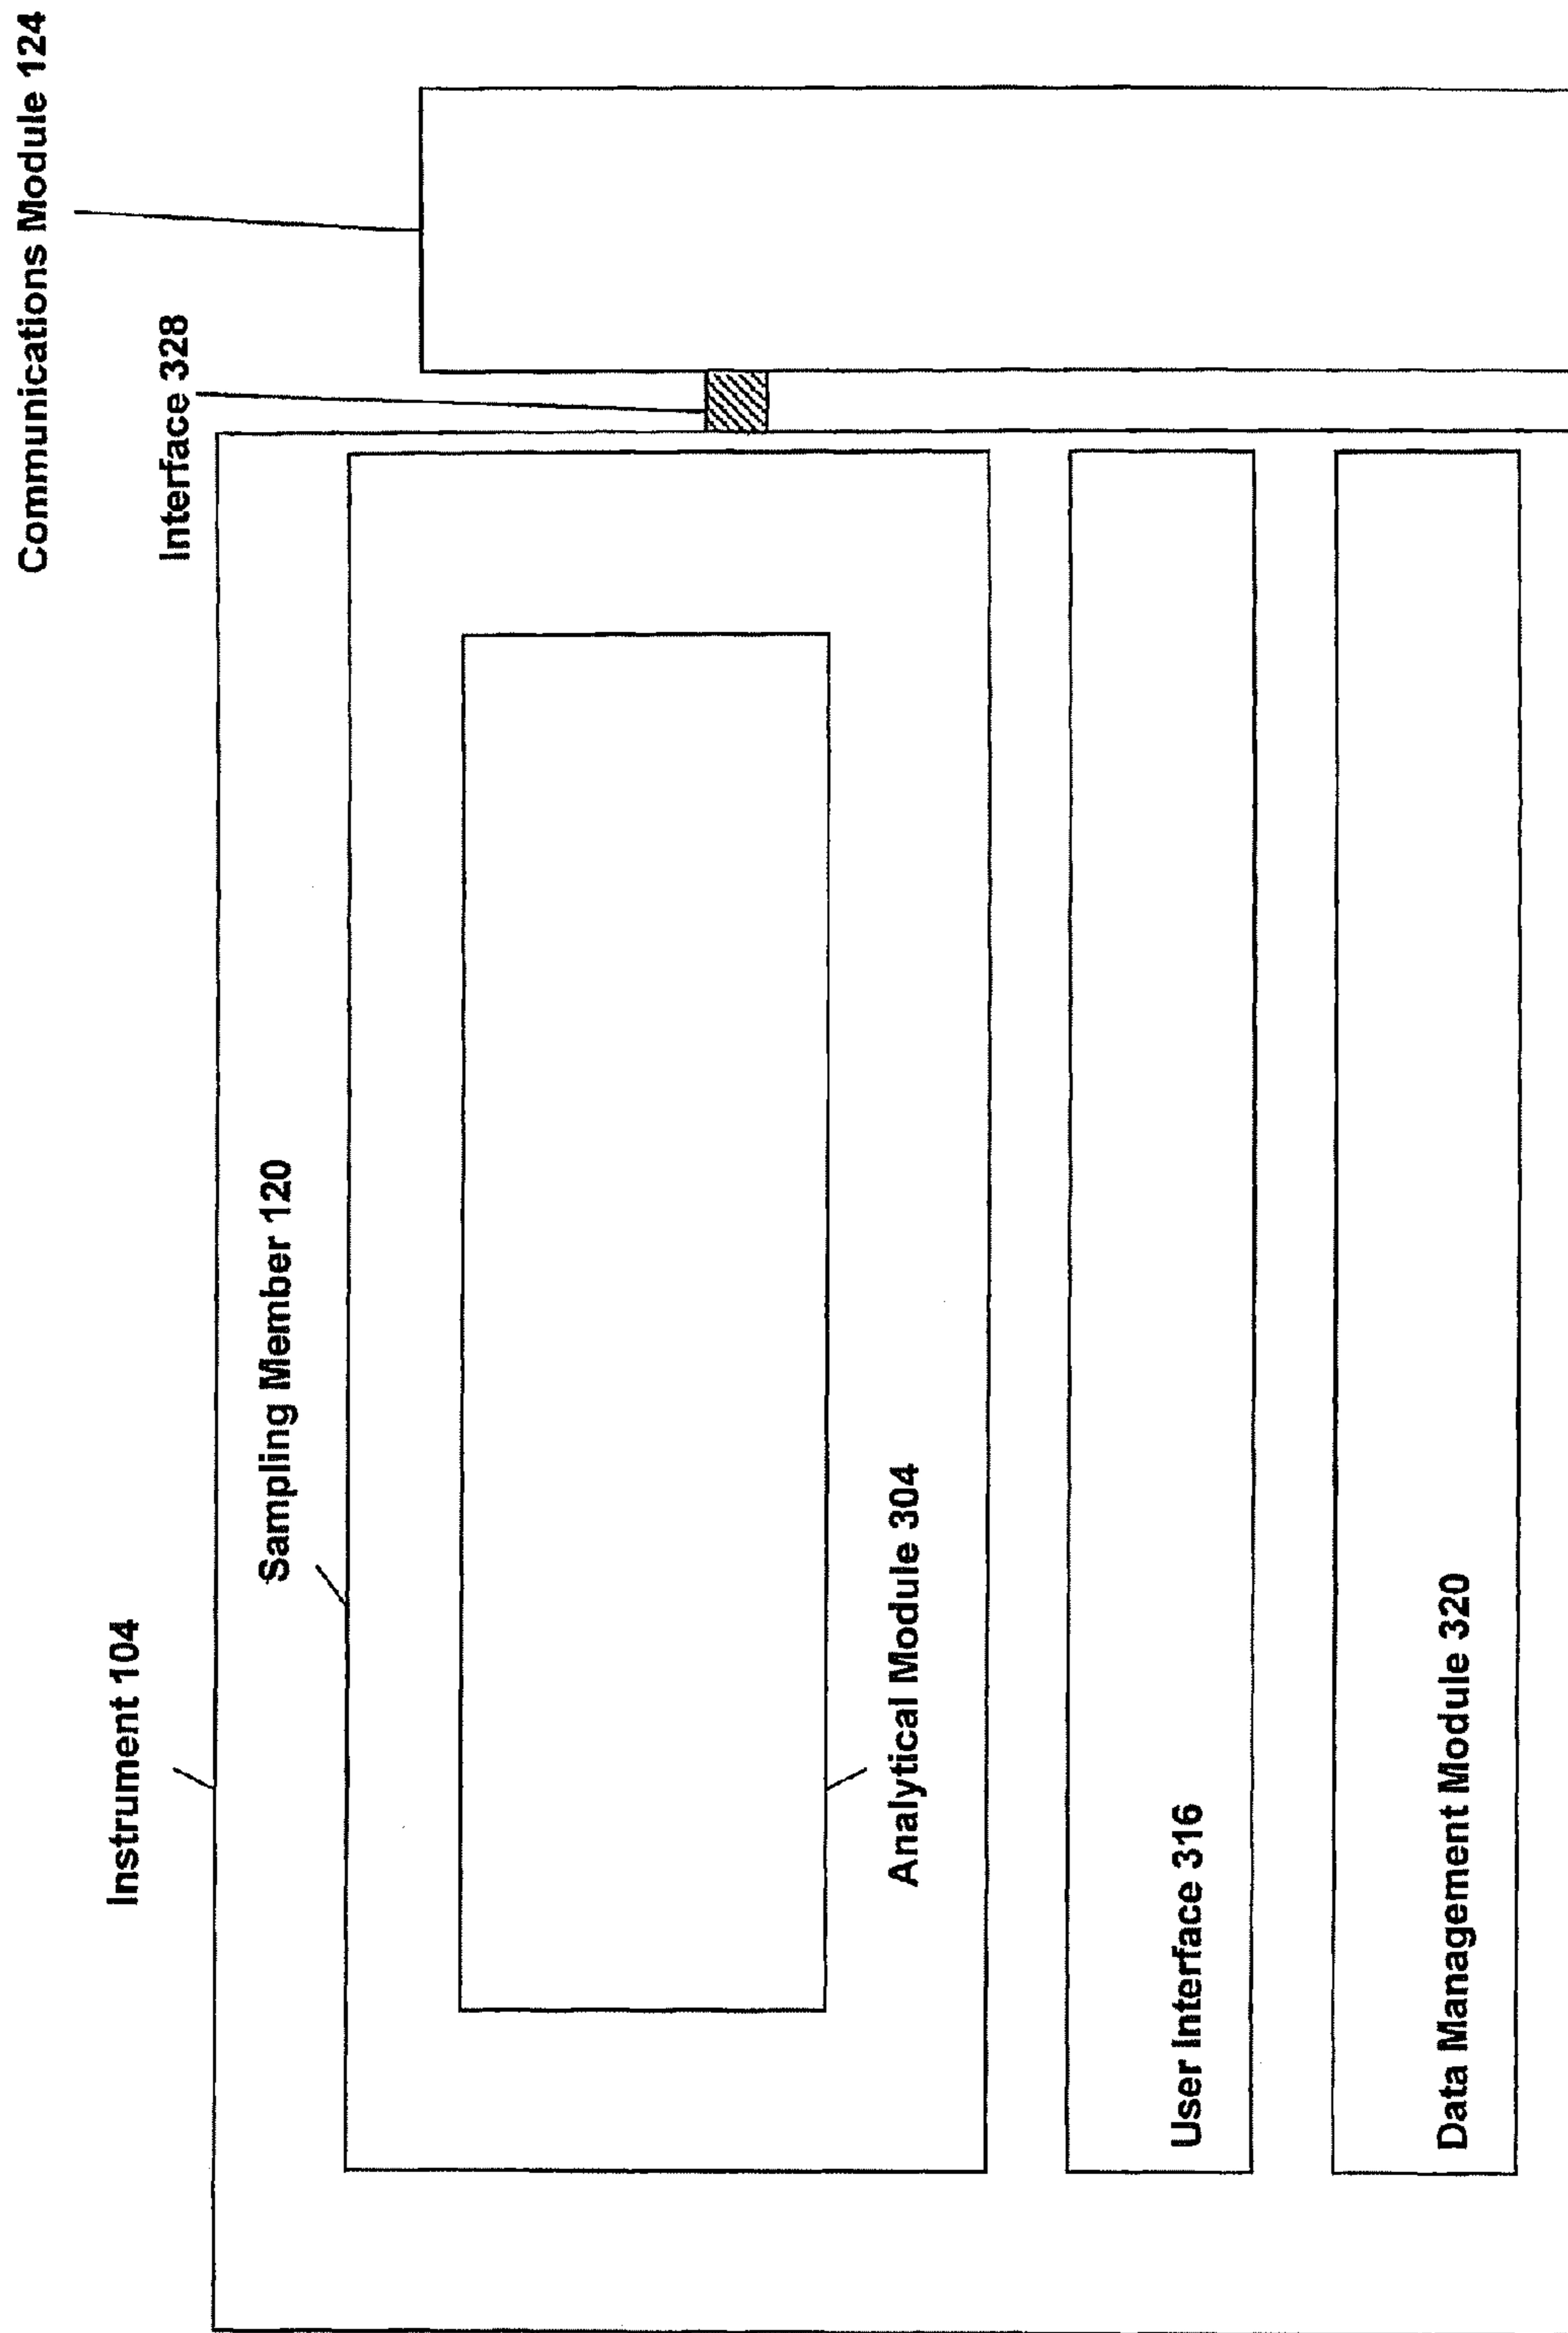 Communications Module 124
Interface 328
Instrument 104
Sampling Member 120
Analytical Module 304
User Interface 316
Data Management Module 320